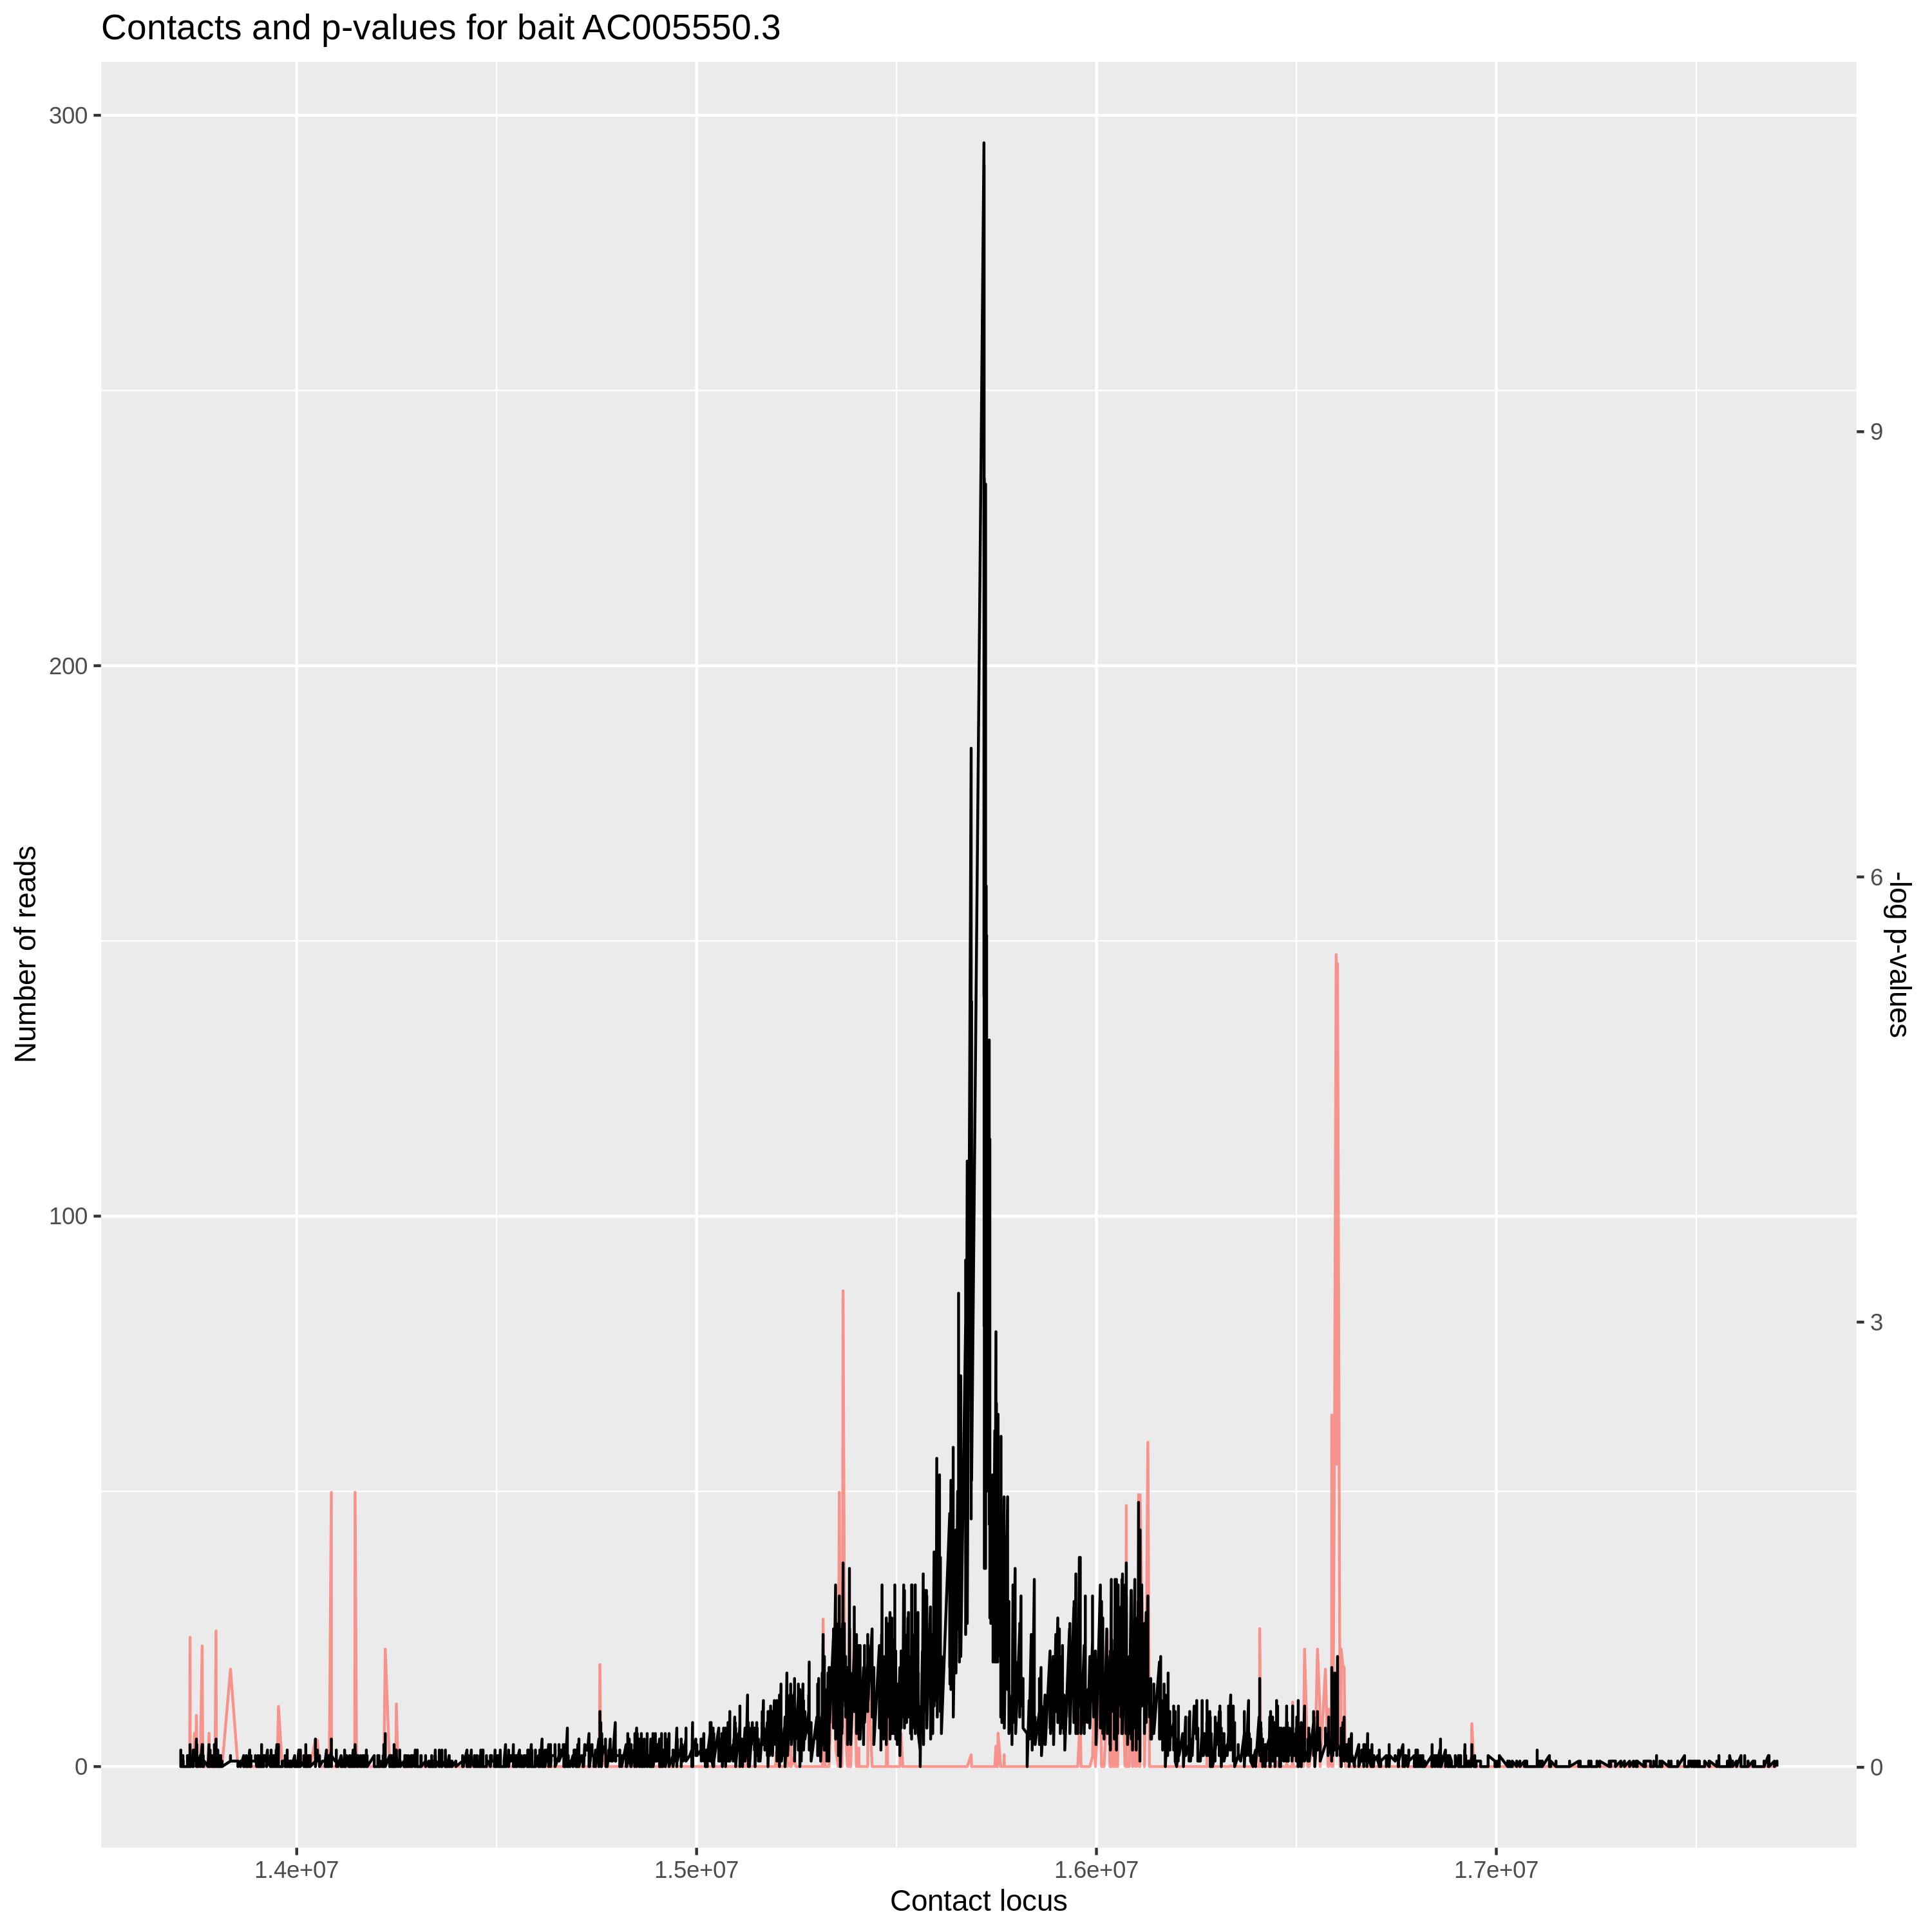 Contacts and p-values for bait AC005550.3
300
200
100
0
Number of reads
9
6
3
0
-log p-values
1.4e+07
1.5e+07
1.6e+07
1.7e+07
Contact locus